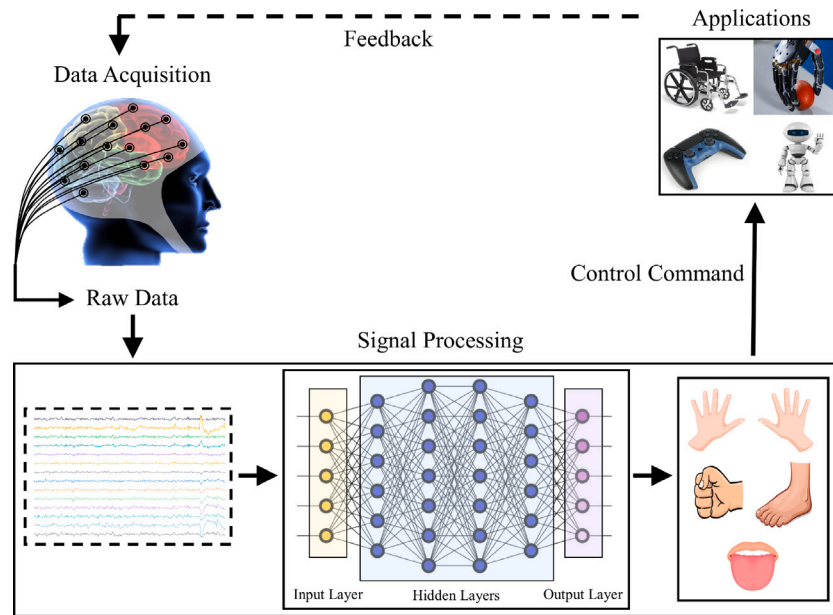 Applications
Feedback
Data Acquisition
Control Command
Raw Data
Signal Processing
Input Layer
Hidden Layers
Output Layer